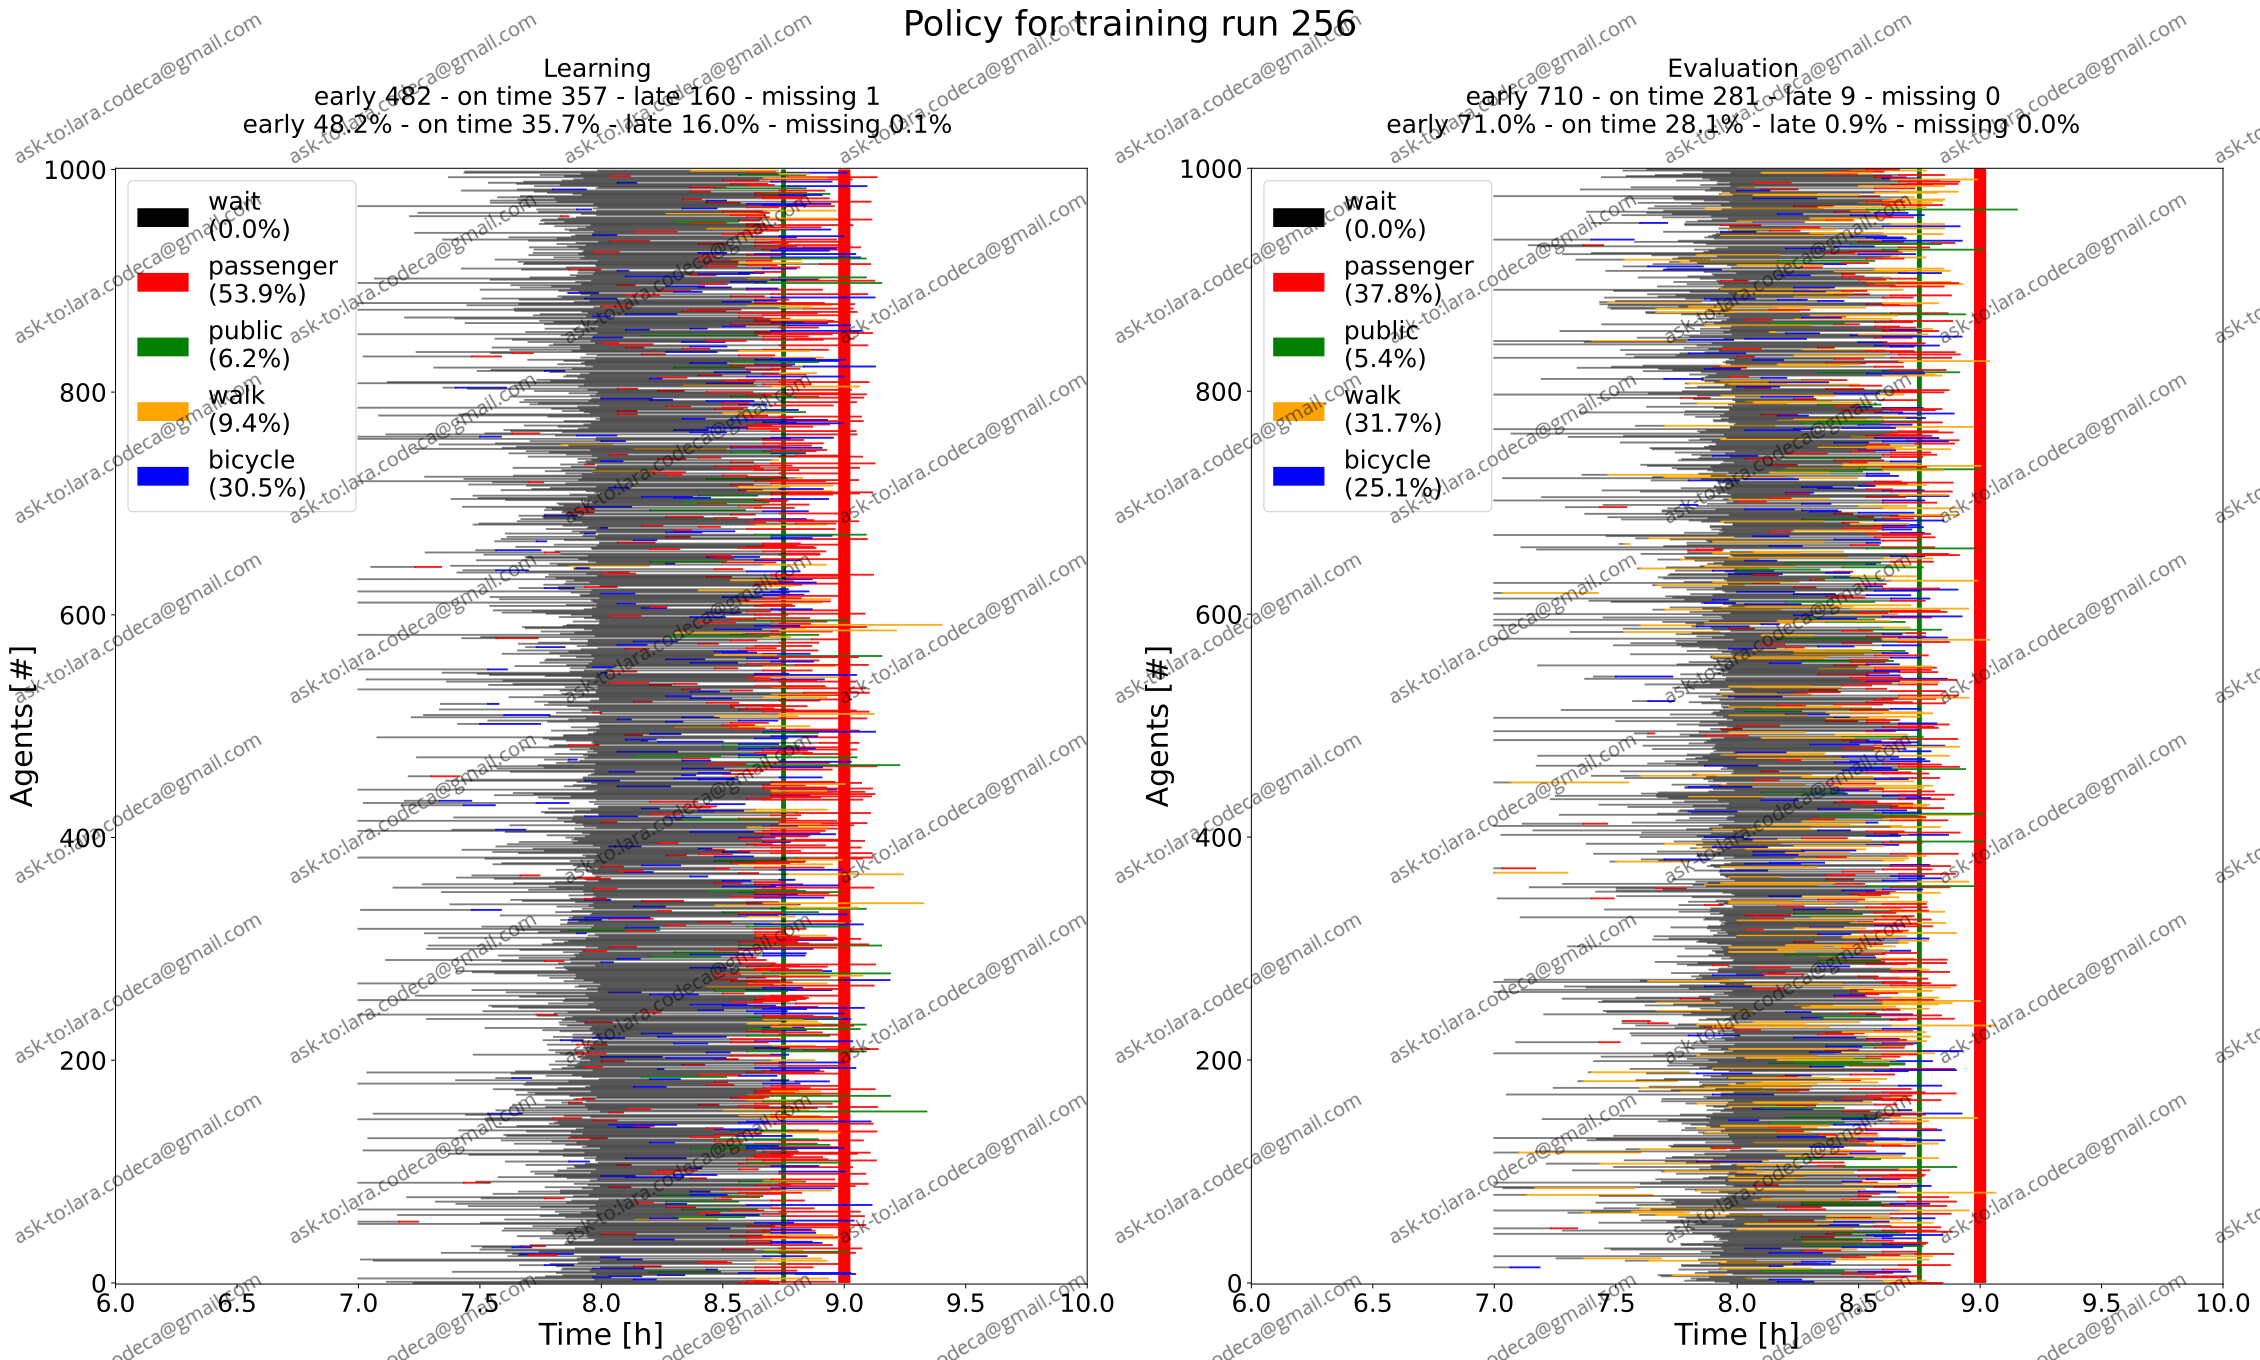 Policy for training run 256
Learning
early 482 - on time 357 - late 160 - missing 1
early 48.2% - on time 35.7% - late 16.0% - missing 0.1%
1000
800
600
400
200
0
Agents [#]
wait
(0.0%)
passenger
(53.9%)
public
(6.2%)
walk
(9.4%)
bicycle
(30.5%)
6.0 6.5 7.0 7.5 8.0 8.5 9.0 9.5 10.0
Time [h]
Evaluation
early 710 - on time 281 - late 9 - missing 0
early 71.0% - on time 28.1% - late 0.9% - missing 0.0%
1000
800
600
400
200
0
Agents [#]
wait
(0.0%)
passenger
(37.8%)
public
(5.4%)
walk
(31.7%)
bicycle
(25.1%)
6.0 6.5 7.0 7.5 8.0 8.5 9.0 9.5 10.0
Time [h]
ask-to:lara.codeca@gmail.com